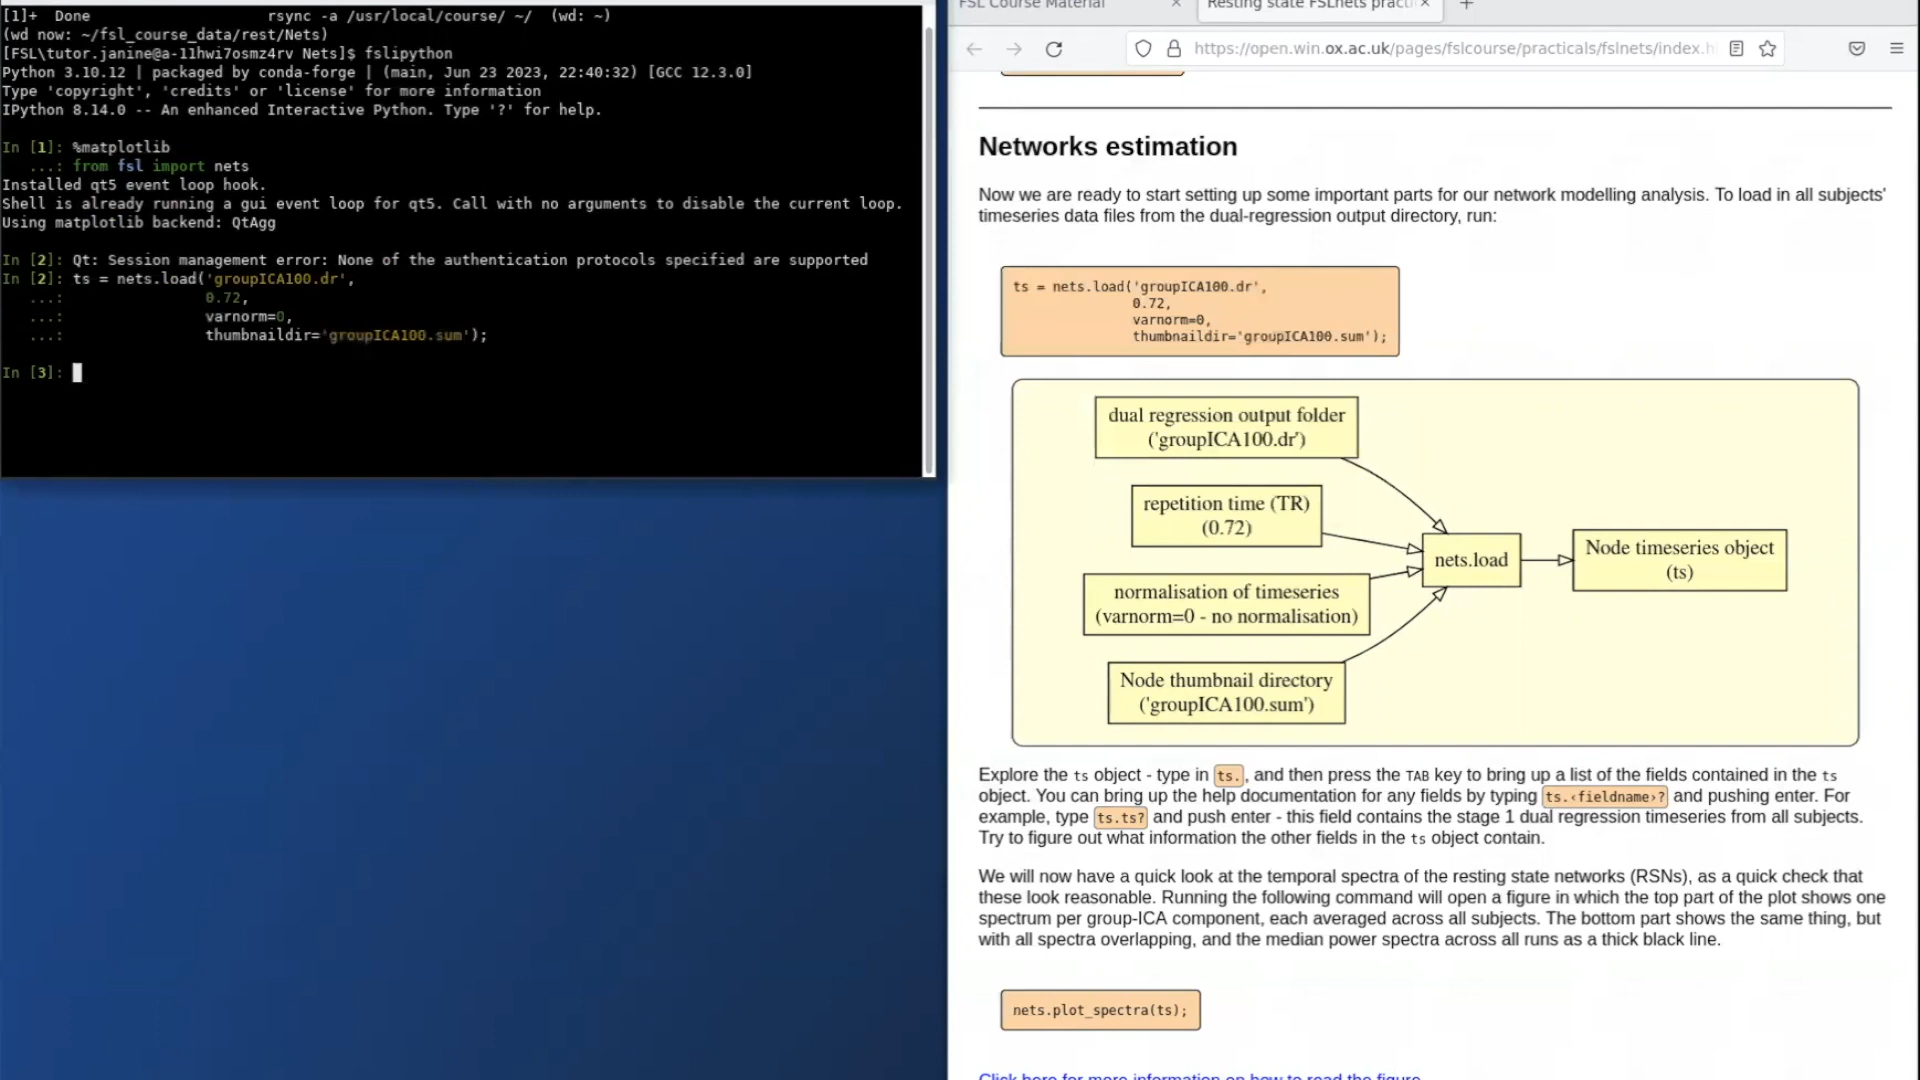 [1]+  Done                    rsync -a /usr/local/course/ ~/  (wd: ~)
(wd now: ~/fsl_course_data/rest/Nets)
[FSL\tutor.janine@a-11hwi7osmz4rv Nets]$ fslipython
Python 3.10.12 | packaged by conda-forge | (main, Jun 23 2023, 22:40:32) [GCC 12.3.0]
Type 'copyright', 'credits' or 'license' for more information
IPython 8.14.0 -- An enhanced Interactive Python. Type '?' for help.
In [1]: %matplotlib
   ...: from fsl import nets
Installed qt5 event loop hook.
Shell is already running a gui event loop for qt5. Call with no arguments to disable the current loop.
Using matplotlib backend: QtAgg
In [2]: Qt: Session management error: None of the authentication protocols specified are supported
In [2]: ts = nets.load('groupICA100.dr',
   ...:                0.72,
   ...:                varnorm=0,
   ...:                thumbnaildir='groupICA100.sum');
In [3]:
FSL Course Material
Resting state FSLnets practi
https://open.win.ox.ac.uk/pages/fslcourse/practicals/fslnets/index.h
Networks estimation
Now we are ready to start setting up some important parts for our network modelling analysis. To load in all subjects'
timeseries data files from the dual-regression output directory, run:
ts = nets.load('groupICA100.dr',
               0.72,
               varnorm=0,
               thumbnaildir='groupICA100.sum');
dual regression output folder
('groupICA100.dr')
repetition time (TR)
(0.72)
normalisation of timeseries
(varnorm=0 - no normalisation)
Node thumbnail directory
('groupICA100.sum')
nets.load
Node timeseries object
(ts)
Explore the ts object - type in ts., and then press the TAB key to bring up a list of the fields contained in the ts
object. You can bring up the help documentation for any fields by typing ts.‹fieldname›? and pushing enter. For
example, type ts.ts? and push enter - this field contains the stage 1 dual regression timeseries from all subjects.
Try to figure out what information the other fields in the ts object contain.
We will now have a quick look at the temporal spectra of the resting state networks (RSNs), as a quick check that
these look reasonable. Running the following command will open a figure in which the top part of the plot shows one
spectrum per group-ICA component, each averaged across all subjects. The bottom part shows the same thing, but
with all spectra overlapping, and the median power spectra across all runs as a thick black line.
nets.plot_spectra(ts);
Click here for more information on how to read the figure